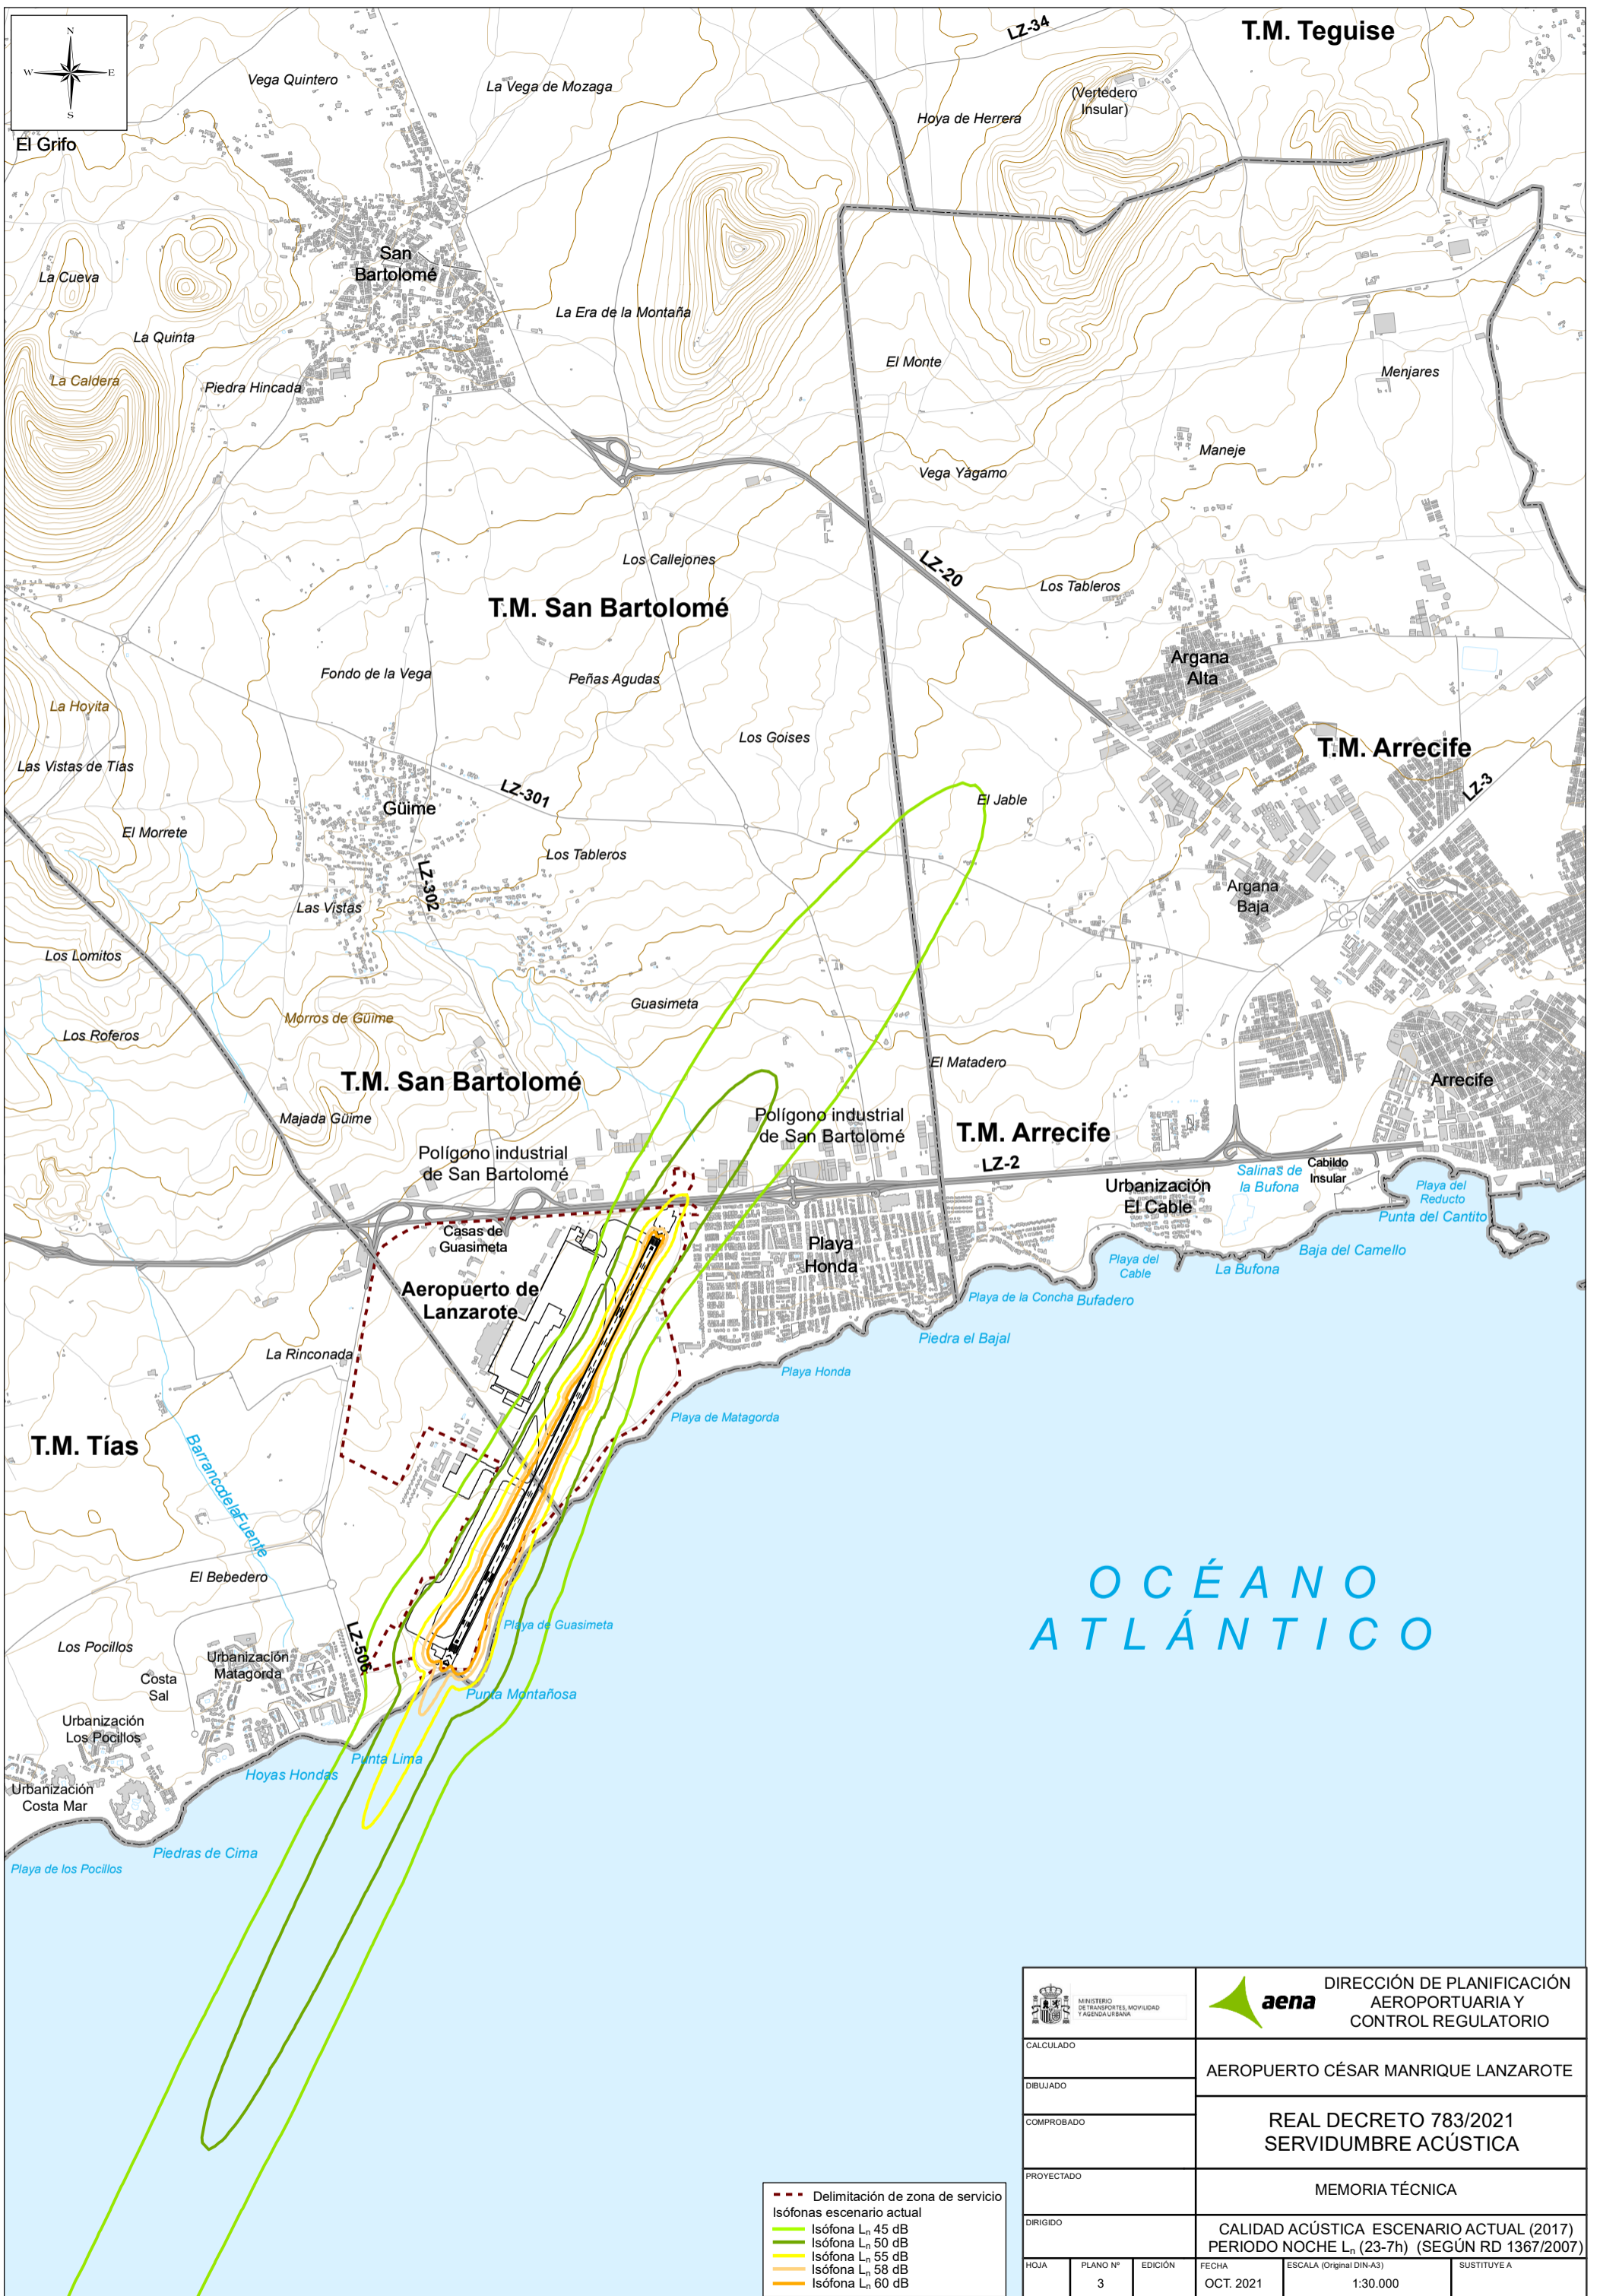 N
W
E
S
T.M. Teguise
LZ-34
Vega Quintero
La Vega de Mozaga
(Vertedero
Insular)
Hoya de Herrera
El Grifo
San
Bartolomé
La Cueva
La Era de la Montaña
La Quinta
El Monte
La Caldera
Piedra Hincada
Menjares
Maneje
Vega Yágamo
Los Callejones
LZ-20
Los Tableros
T.M. San Bartolomé
Argana
Alta
Fondo de la Vega
Peñas Agudas
La Hoyita
Los Goises
T.M. Arrecife
Las Vistas de Tías
LZ-3
LZ-301
El Jable
Güime
El Morrete
Los Tableros
LZ-302
Argana
Baja
Las Vistas
Los Lomitos
Guasimeta
Morros de Güime
Los Roferos
El Matadero
T.M. San Bartolomé
Arrecife
Majada Güime
Polígono industrial
de San Bartolomé
T.M. Arrecife
Polígono industrial
de San Bartolomé
LZ-2
Salinas de
la Bufona
Cabildo
Insular
Urbanización
El Cable
Playa del
Reducto
Punta del Cantito
Casas de
Guasimeta
Playa
Honda
Baja del Camello
Playa del
Cable
La Bufona
Aeropuerto de
Lanzarote
Playa de la Concha
Bufadero
Piedra el Bajal
La Rinconada
Playa Honda
Playa de Matagorda
T.M. Tías
Barranco de la Fuente
El Bebedero
OCÉANO
ATLÁNTICO
Playa de Guasimeta
LZ-506
Los Pocillos
Urbanización
Matagorda
Costa
Sal
Punta Montañosa
Urbanización
Los Pocillos
Punta Lima
Hoyas Hondas
Urbanización
Costa Mar
Piedras de Cima
Playa de los Pocillos
MINISTERIO
DE TRANSPORTES, MOVILIDAD
Y AGENDA URBANA
aena
DIRECCIÓN DE PLANIFICACIÓN
AEROPORTUARIA Y
CONTROL REGULATORIO
CALCULADO
AEROPUERTO CÉSAR MANRIQUE LANZAROTE
DIBUJADO
COMPROBADO
REAL DECRETO 783/2021
SERVIDUMBRE ACÚSTICA
PROYECTADO
MEMORIA TÉCNICA
DIRIGIDO
CALIDAD ACÚSTICA ESCENARIO ACTUAL (2017)
PERIODO NOCHE Ln (23-7h) (SEGÚN RD 1367/2007)
HOJA
PLANO Nº
3
EDICIÓN
FECHA
OCT. 2021
ESCALA (Original DIN-A3)
1:30.000
SUSTITUYE A
Delimitación de zona de servicio
Isófonas escenario actual
Isófona Ln 45 dB
Isófona Ln 50 dB
Isófona Ln 55 dB
Isófona Ln 58 dB
Isófona Ln 60 dB